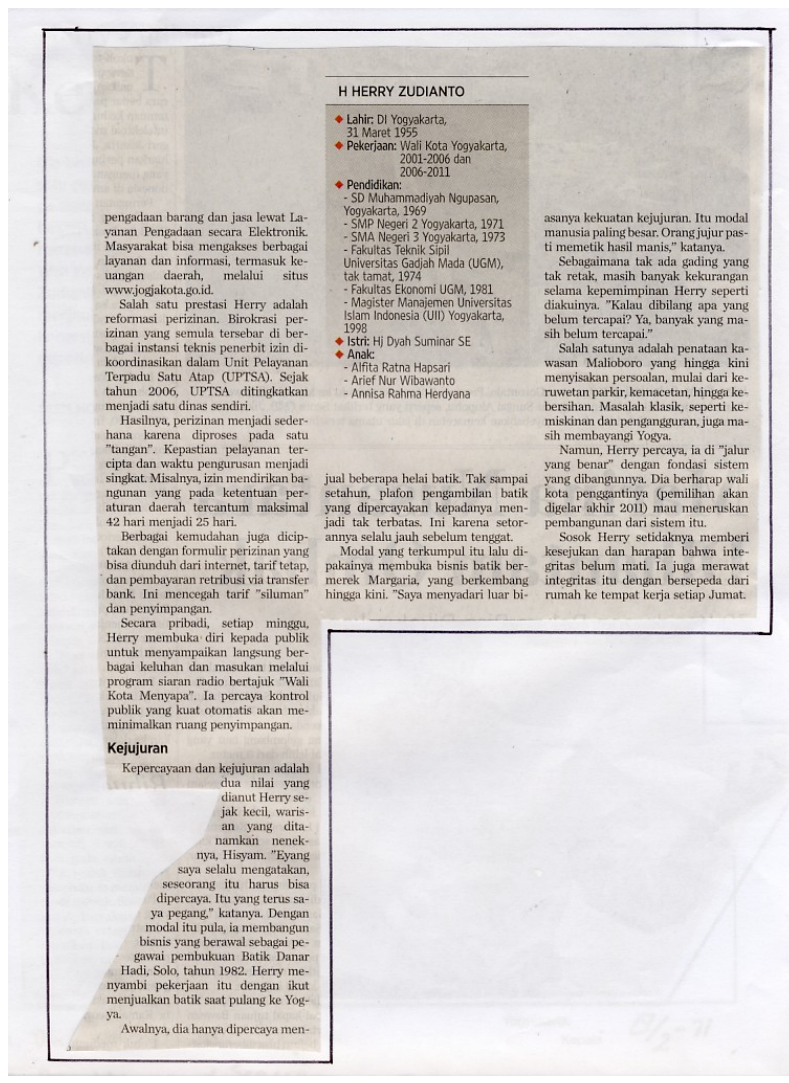 pengadaan barang dan jasa lewat La-
yanan Pengadaan secara Elektronik.
Masyarakat bisa mengakses berbagai
layanan dan informasi, termasuk ke-
uangan daerah, melalui situs
www.jogjakota.go.id.
Salah satu prestasi Herry adalah
reformasi perizinan. Birokrasi per-
izinan yang semula tersebar di ber-
bagai instansi teknis penerbit izin di-
koordinasikan dalam Unit Pelayanan
Terpadu Satu Atap (UPTSA). Sejak
tahun 2006, UPTSA ditingkatkan
menjadi satu dinas sendiri.
Hasilnya, perizinan menjadi seder-
hana karena diproses pada satu
"tangan". Kepastian pelayanan ter-
cipta dan waktu pengurusan menjadi
singkat. Misalnya, izin mendirikan ba-
ngunan yang pada ketentuan per-
aturan daerah tercantum maksimal
42 hari menjadi 25 hari.
Berbagai kemudahan juga dicip-
takan dengan formulir perizinan yang
bisa diunduh dari internet, tarif tetap,
dan pembayaran retribusi via transfer
bank. Ini mencegah tarif "siluman"
dan penyimpangan.
Secara pribadi, setiap minggu,
Herry membuka diri kepada publik
untuk menyampaikan langsung ber-
bagai keluhan dan masukan melalui
program siaran radio bertajuk "Wali
Kota Menyapa". Ia percaya kontrol
publik yang kuat otomatis akan me-
minimalkan ruang penyimpangan.
Kejujuran
Kepercayaan dan kejujuran adalah
dua nilai yang
dianut Herry se-
jak kecil, waris-
an yang dita-
namkan nenek-
nya, Hisyam. "Eyang
saya selalu mengatakan,
seseorang itu harus bisa
dipercaya. Itu yang terus sa-
ya pegang," katanya. Dengan
modal itu pula, ia membangun
bisnis yang berawal sebagai pe-
gawai pembukuan Batik Danar
Hadi, Solo, tahun 1982. Herry me-
nyambi pekerjaan itu dengan ikut
menjualkan batik saat pulang ke Yog-
ya.
Awalnya, dia hanya dipercaya men-
H HERRY ZUDIANTO
◆ Lahir: DI Yogyakarta,
31 Maret 1955
◆ Pekerjaan: Wali Kota Yogyakarta,
2001-2006 dan
2006-2011
◆ Pendidikan:
- SD Muhammadiyah Ngupasan,
Yogyakarta, 1969
- SMP Negeri 2 Yogyakarta, 1971
- SMA Negeri 3 Yogyakarta, 1973
- Fakultas Teknik Sipil
Universitas Gadjah Mada (UGM),
tak tamat, 1974
- Fakultas Ekonomi UGM, 1981
- Magister Manajemen Universitas
Islam Indonesia (UII) Yogyakarta,
1998
◆ Istri: Hj Dyah Suminar SE
◆ Anak:
- Alfita Ratna Hapsari
- Arief Nur Wibawanto
- Annisa Rahma Herdyana
jual beberapa helai batik. Tak sampai
setahun, plafon pengambilan batik
yang dipercayakan kepadanya men-
jadi tak terbatas. Ini karena setor-
annya selalu jauh sebelum tenggat.
Modal yang terkumpul itu lalu di-
pakainya membuka bisnis batik ber-
merek Margaria, yang berkembang
hingga kini. "Saya menyadari luar bi-
asanya kekuatan kejujuran. Itu modal
manusia paling besar. Orang jujur pas-
ti memetik hasil manis," katanya.
Sebagaimana tak ada gading yang
tak retak, masih banyak kekurangan
selama kepemimpinan Herry seperti
diakuinya. "Kalau dibilang apa yang
belum tercapai? Ya, banyak yang ma-
sih belum tercapai."
Salah satunya adalah penataan ka-
wasan Malioboro yang hingga kini
menyisakan persoalan, mulai dari ke-
ruwetan parkir, kemacetan, hingga ke-
bersihan. Masalah klasik, seperti ke-
miskinan dan pengangguran, juga ma-
sih membayangi Yogya.
Namun, Herry percaya, ia di "jalur
yang benar" dengan fondasi sistem
yang dibangunnya. Dia berharap wali
kota penggantinya (pemilihan akan
digelar akhir 2011) mau meneruskan
pembangunan dari sistem itu.
Sosok Herry setidaknya memberi
kesejukan dan harapan bahwa inte-
gritas belum mati. Ia juga merawat
integritas itu dengan bersepeda dari
rumah ke tempat kerja setiap Jumat.